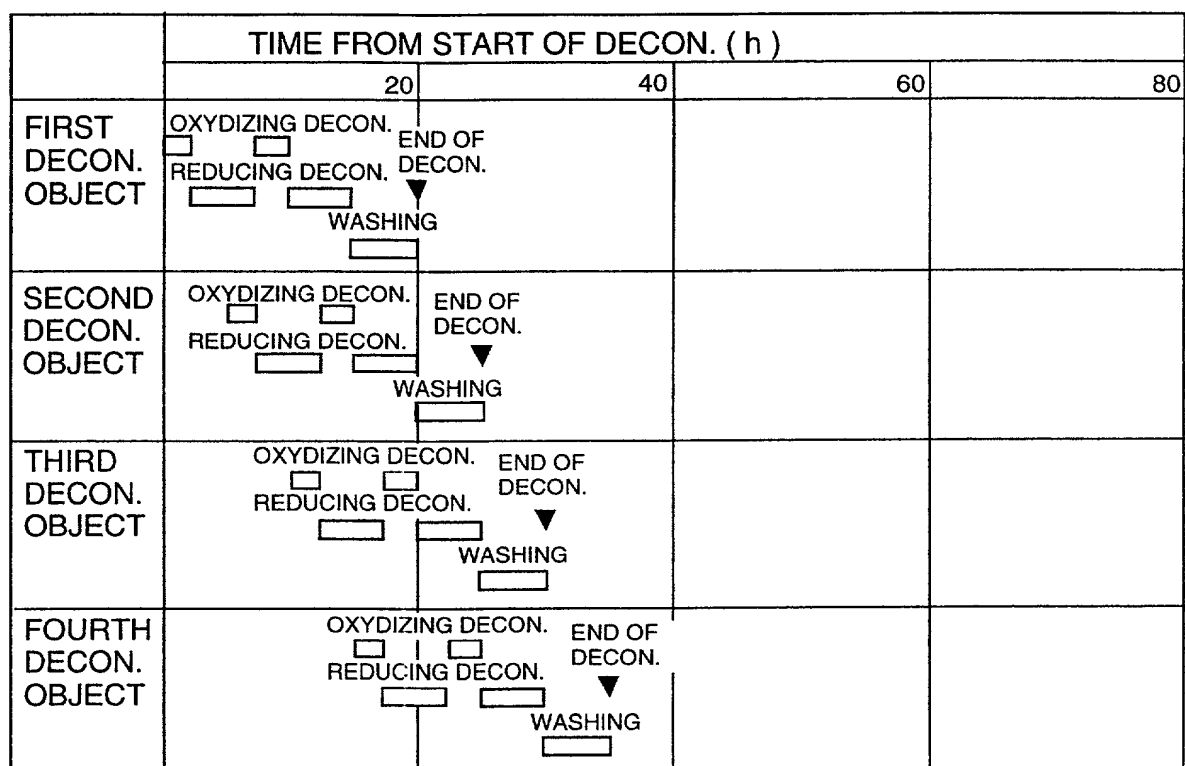 TIME FROM START OF DECON. ( h )
20 40 60 80
FIRST
DECON.
OBJECT
OXYDIZING DECON.
END OF
DECON.
REDUCING DECON.
WASHING
SECOND
DECON.
OBJECT
OXYDIZING DECON.
END OF
DECON.
REDUCING DECON.
WASHING
THIRD
DECON.
OBJECT
OXYDIZING DECON.
END OF
DECON.
REDUCING DECON.
WASHING
FOURTH
DECON.
OBJECT
OXYDIZING DECON.
END OF
DECON.
REDUCING DECON.
WASHING